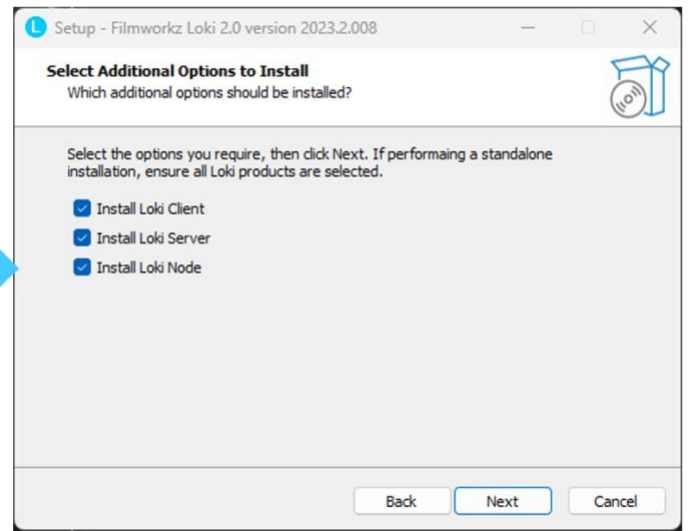 L Setup - Filmworkz Loki 2.0 version 2023.2.008
Select Additional Options to Install
Which additional options should be installed?
Select the options you require, then click Next. If performaing a standalone
installation, ensure all Loki products are selected.
Install Loki Client
Install Loki Server
Install Loki Node
Back Next Cancel